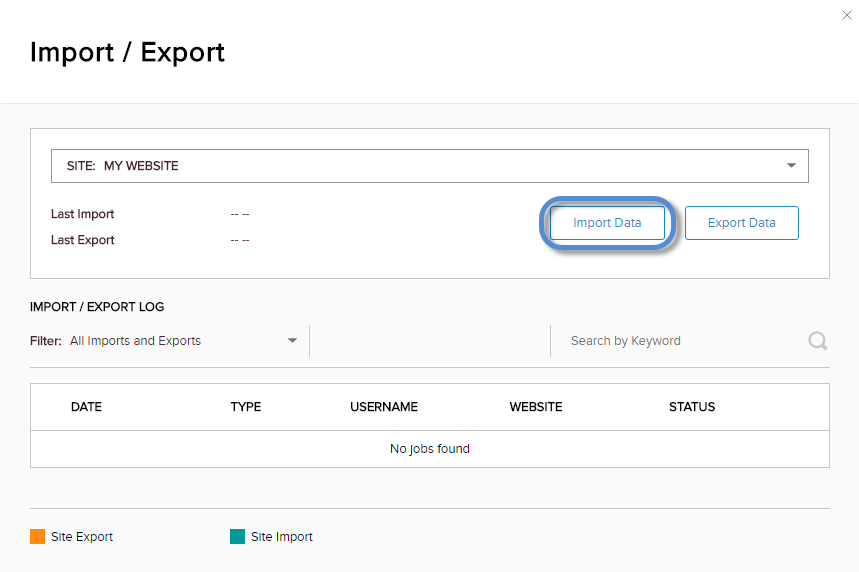 Import / Export
SITE: MY WEBSITE
Last Import -- --
Last Export -- --
Import Data Export Data
IMPORT / EXPORT LOG
Filter: All Imports and Exports Search by Keyword
DATE TYPE USERNAME WEBSITE STATUS
No jobs found
Site Export Site Import